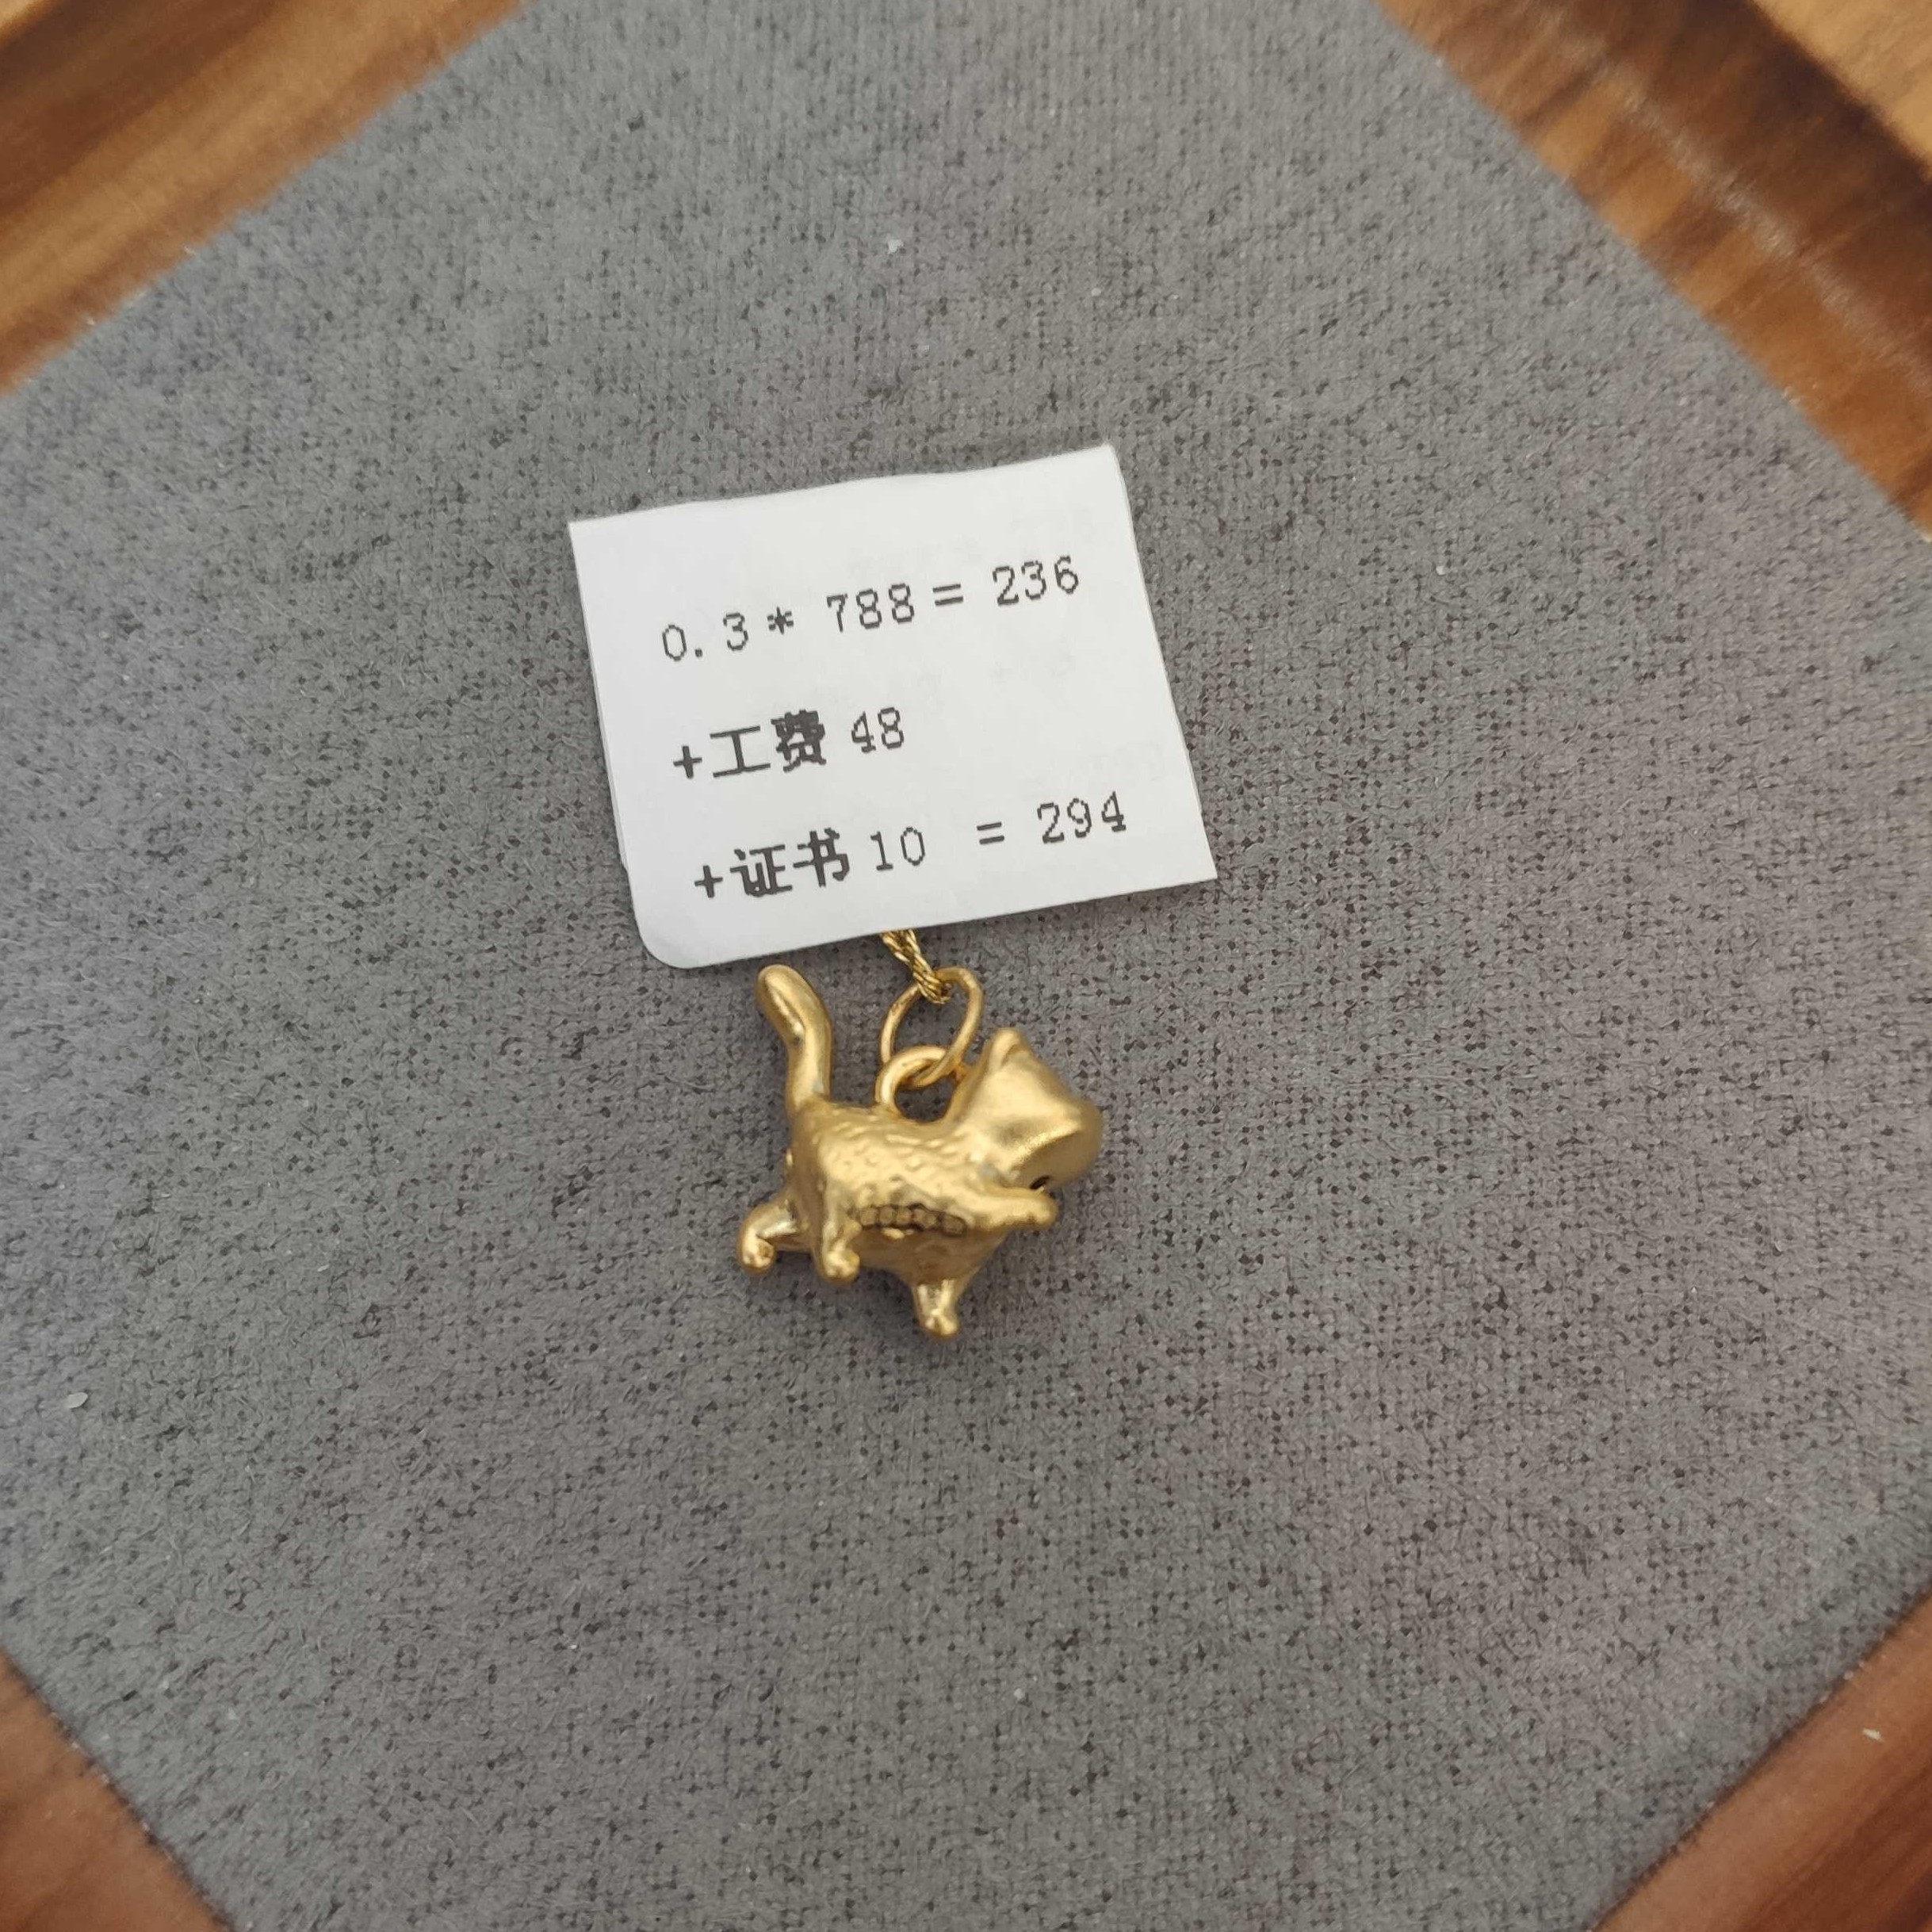 0.3* 788= 236
+工费 48
+证书 10 = 294